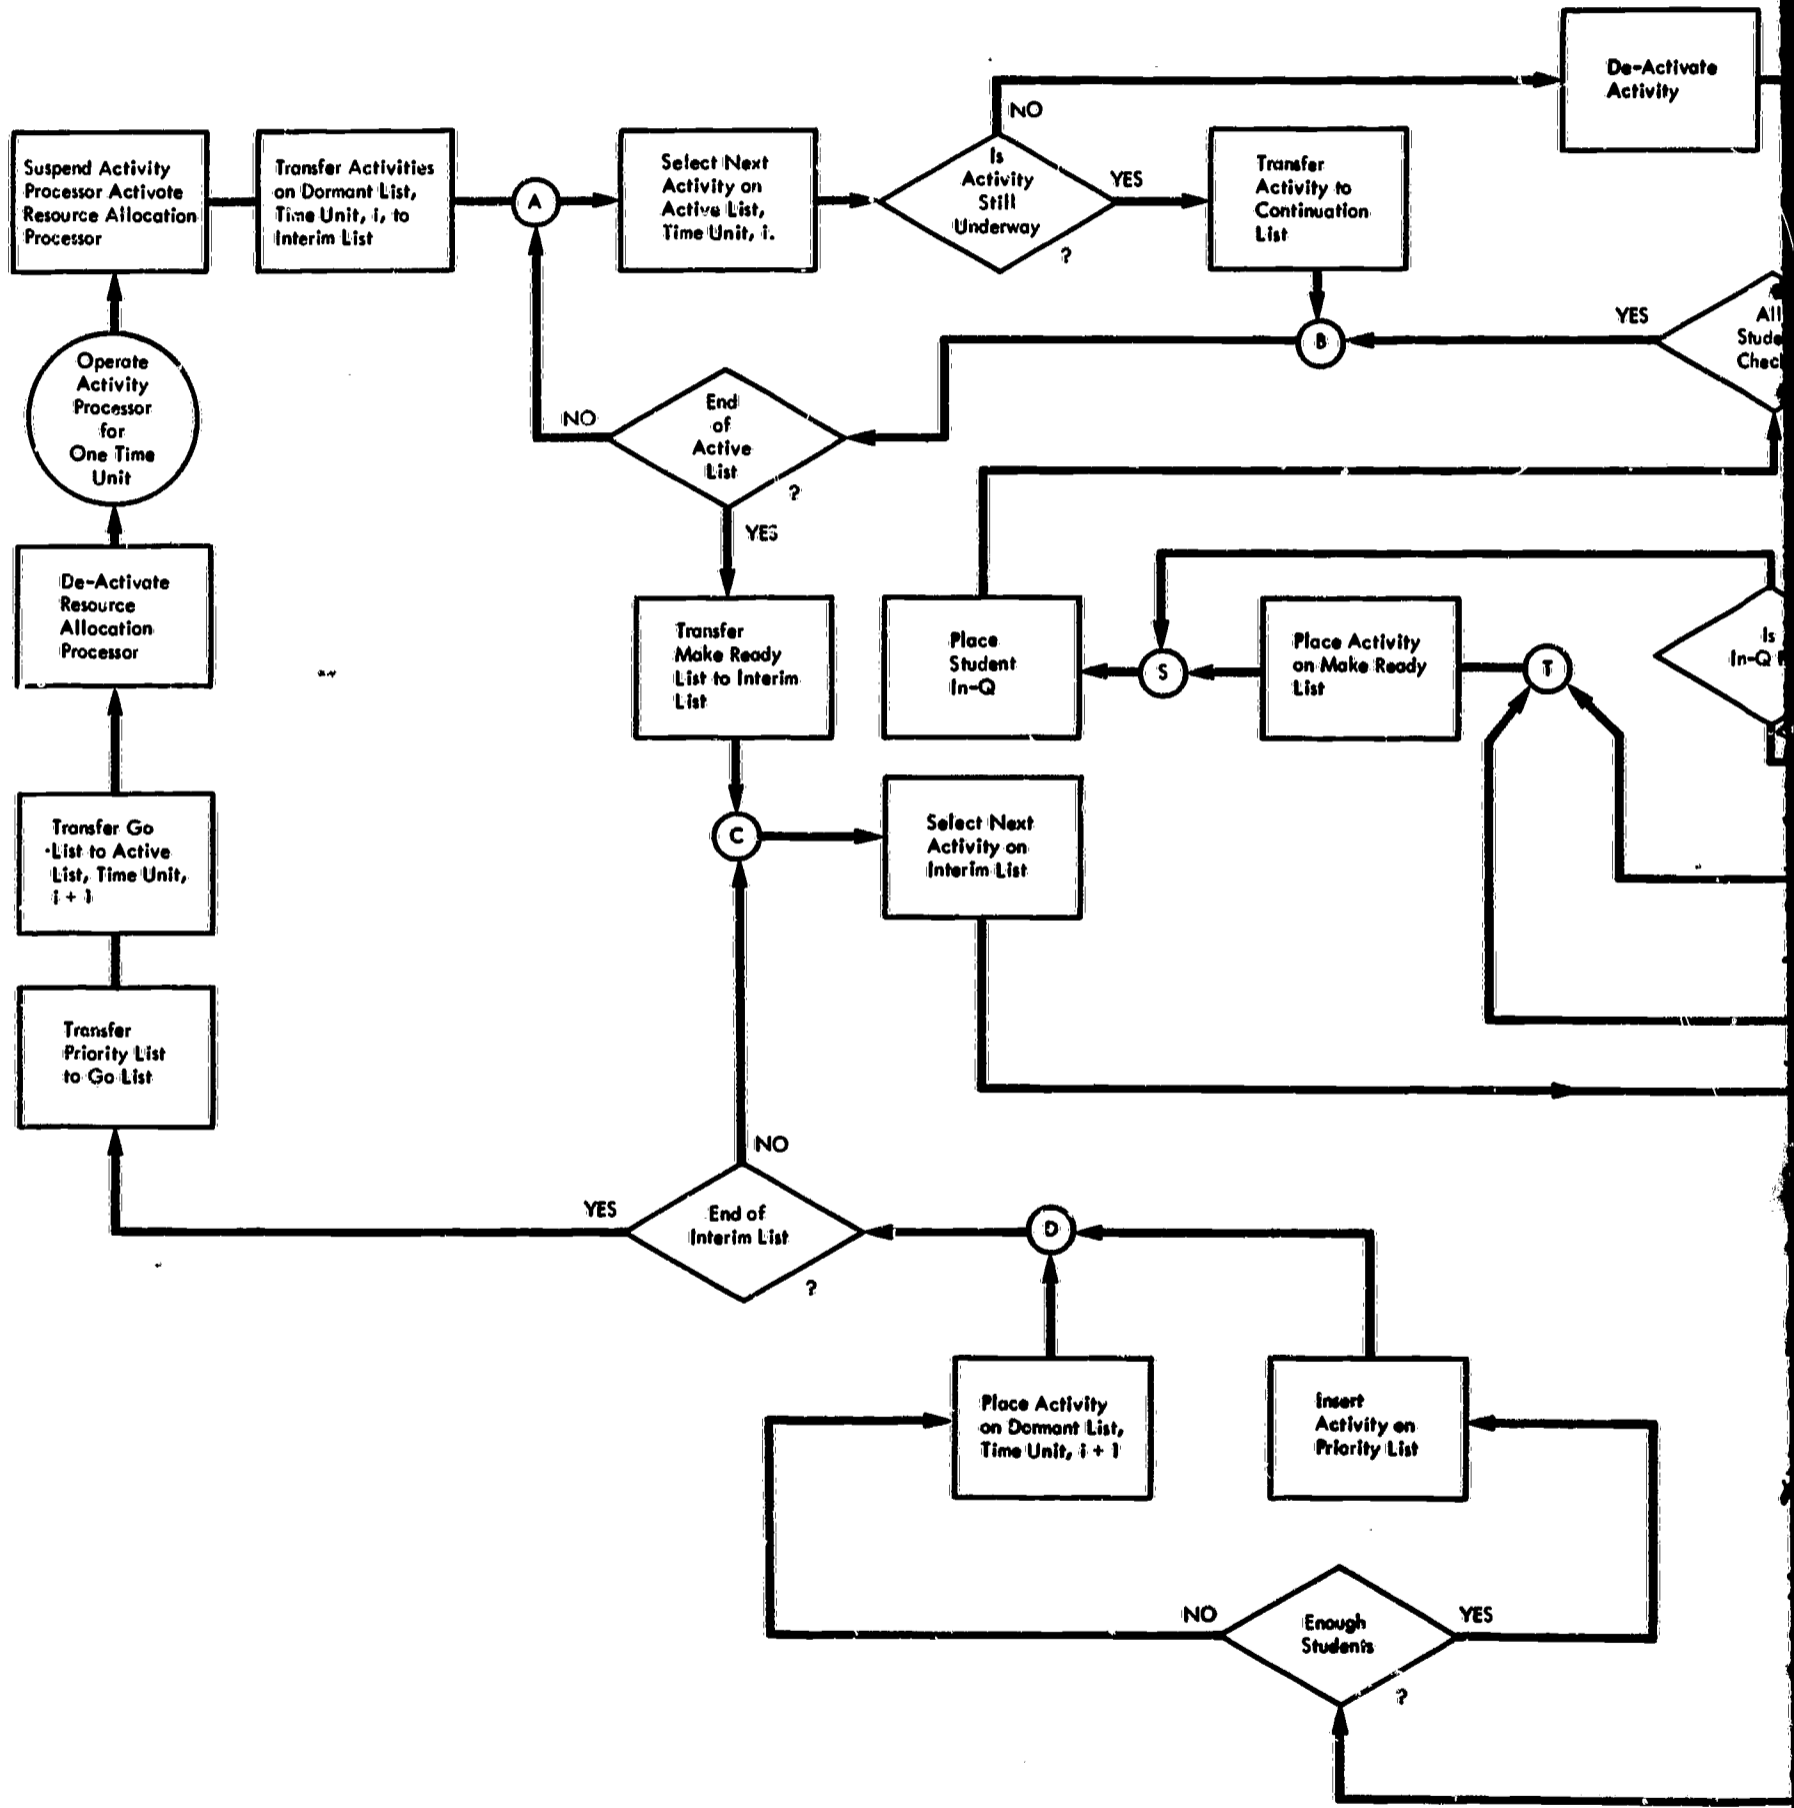 De-Activate
Activity
NO
Suspend Activity
Processor Activate
Resource Allocation
Processor
Transfer Activities
on Dormant List,
Time Unit, i, to
Interim List
A
Select Next
Activity on
Active List,
Time Unit, i.
Is
Activity
Still
Underway
?
YES
Transfer
Activity to
Continuation
List
Operate
Activity
Processor
for
One Time
Unit
B
YES
All
NO
End
of
Active
List
?
YES
De-Activate
Resource
Allocation
Processor
Transfer
Make Ready
List to Interim
List
Place
Student
In-Q
S
Place Activity
on Make Ready
List
T
Is
In-Q
C
Select Next
Activity on
Interim List
Transfer Go
List to Active
List, Time Unit,
i + 1
Transfer
Priority List
to Go List
NO
YES
End of
Interim List
?
D
Place Activity
on Dormant List,
Time Unit, i + 1
Insert
Activity on
Priority List
NO
Enough
Students
?
YES